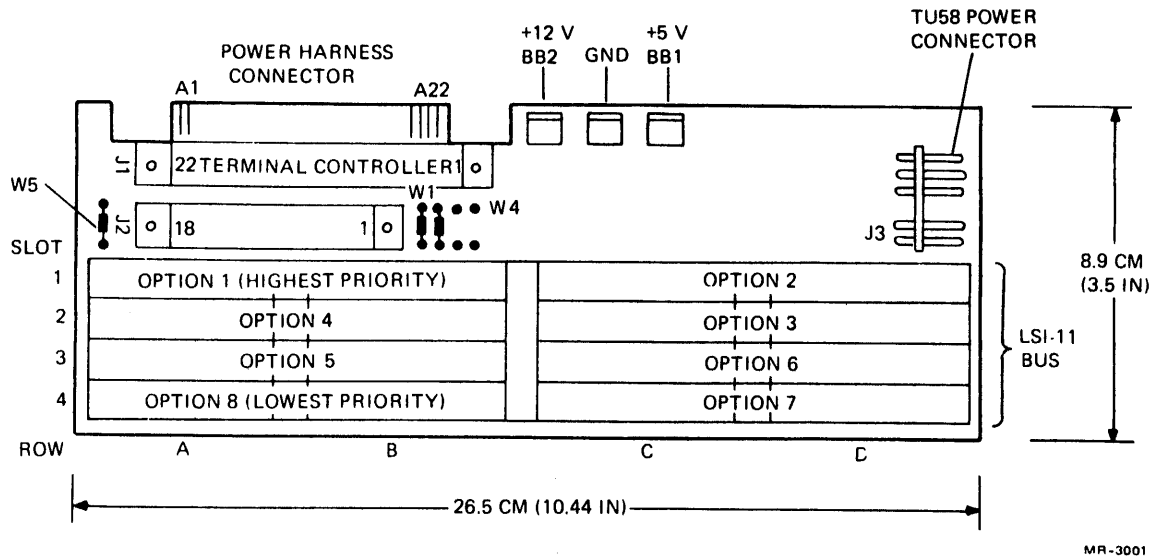 TU58 POWER
CONNECTOR
+12 V
BB2
GND
+5 V
BB1
POWER HARNESS
CONNECTOR
A1
A22
J1
22 TERMINAL CONTROLLER 1
W5
W1
W4
J2
18
1
J3
SLOT
1
OPTION 1 (HIGHEST PRIORITY)
OPTION 2
2
OPTION 4
OPTION 3
3
OPTION 5
OPTION 6
4
OPTION 8 (LOWEST PRIORITY)
OPTION 7
LSI-11
BUS
8.9 CM
(3.5 IN)
ROW
A
B
C
D
26.5 CM (10.44 IN)
MR-3001